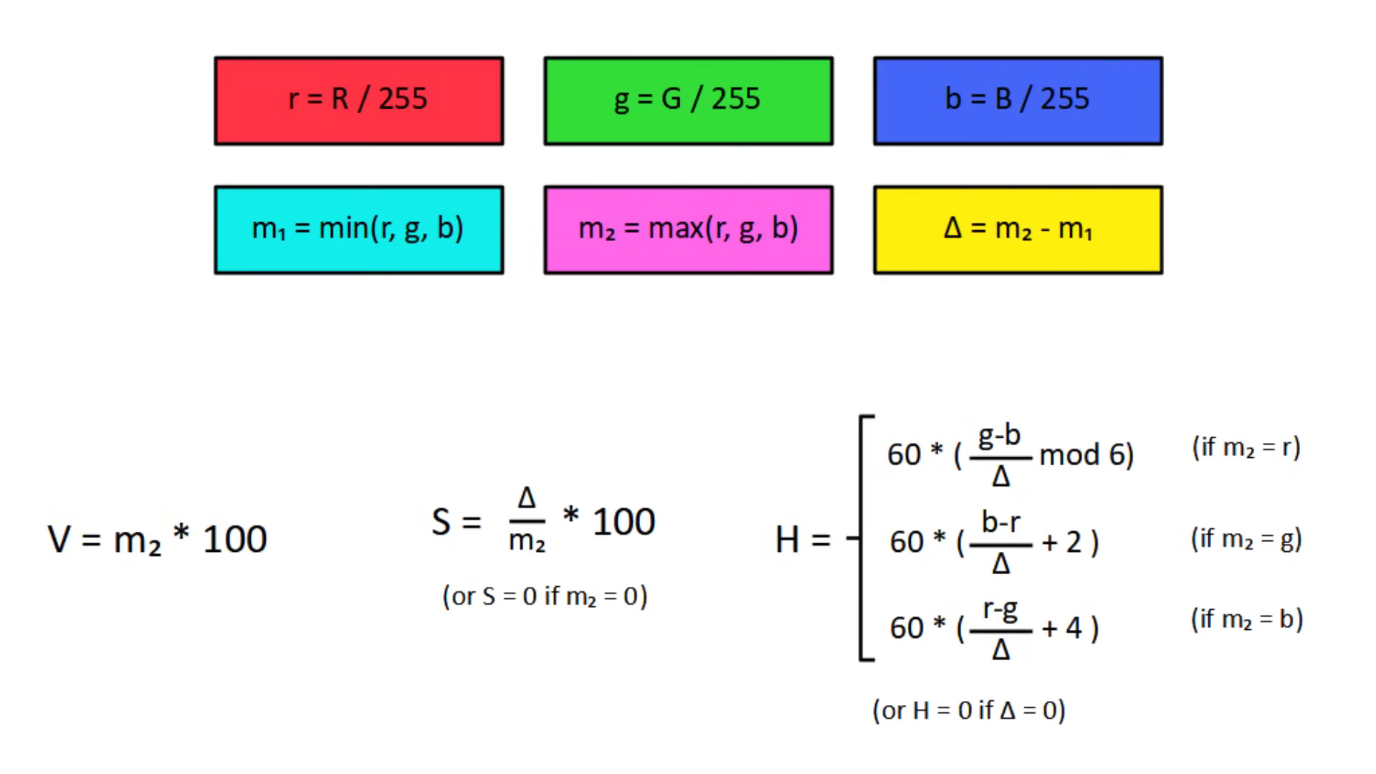 r = R / 255
g = G / 255
b = B / 255
m₁ = min(r, g, b)
m₂ = max(r, g, b)
Δ = m₂ - m₁
V = m₂ * 100
S = Δ/m₂ * 100
(or S = 0 if m₂ = 0)
H =
60 * ( g-b/Δ mod 6) (if m₂ = r)
60 * ( b-r/Δ + 2 ) (if m₂ = g)
60 * ( r-g/Δ + 4 ) (if m₂ = b)
(or H = 0 if Δ = 0)